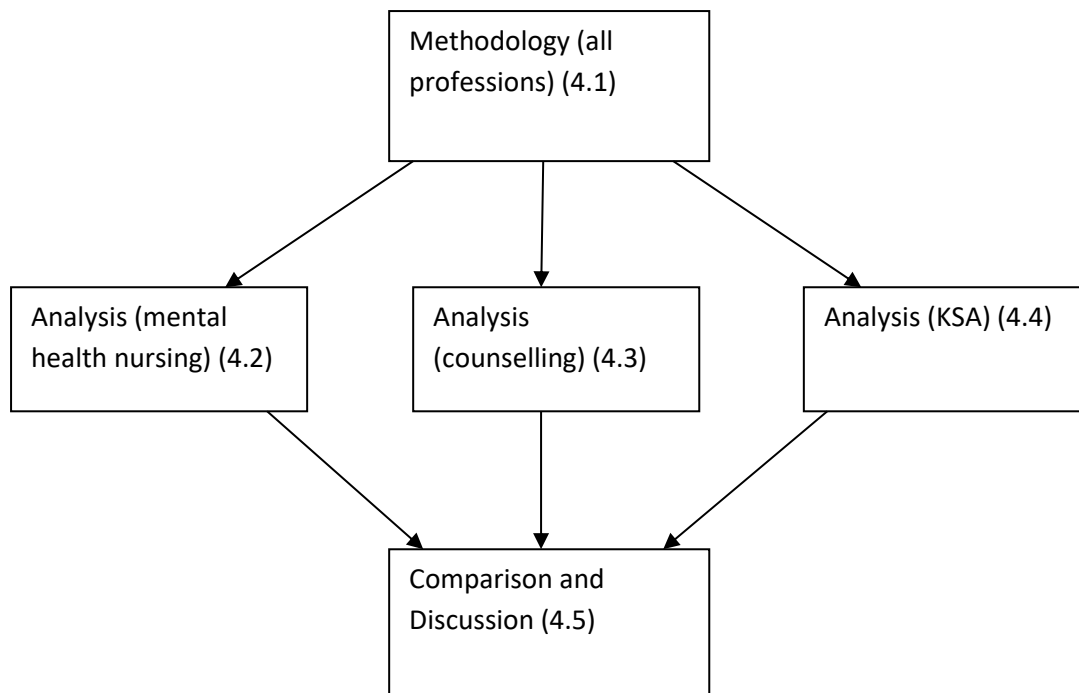 Methodology (all
professions) (4.1)
Analysis (mental
health nursing) (4.2)
Analysis
(counselling) (4.3)
Analysis (KSA) (4.4)
Comparison and
Discussion (4.5)